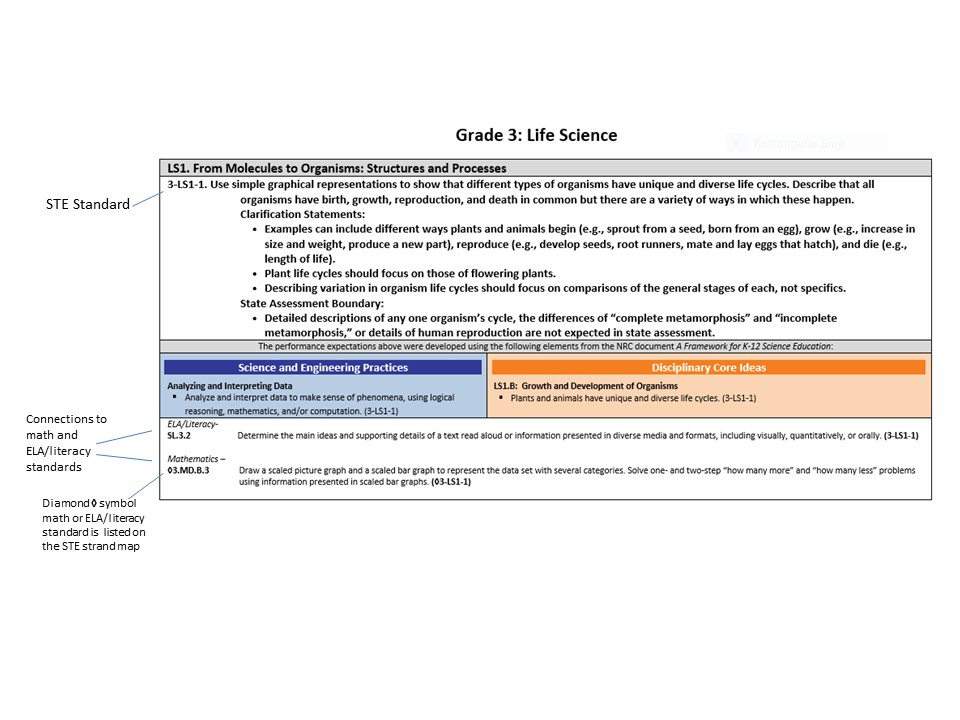 Grade 3: Life Science
LS1. From Molecules to Organisms: Structures and Processes
3-LS1-1. Use simple graphical representations to show that different types of organisms have unique and diverse life cycles. Describe that all
organisms have birth, growth, reproduction, and death in common but there are a variety of ways in which these happen.
Clarification Statements:
• Examples can include different ways plants and animals begin (e.g., sprout from a seed, born from an egg), grow (e.g., increase in
size and weight, produce a new part), reproduce (e.g., develop seeds, root runners, mate and lay eggs that hatch), and die (e.g.,
length of life).
• Plant life cycles should focus on those of flowering plants.
• Describing variation in organism life cycles should focus on comparisons of the general stages of each, not specifics.
State Assessment Boundary:
• Detailed descriptions of any one organism's cycle, the differences of "complete metamorphosis" and "incomplete
metamorphosis," or details of human reproduction are not expected in state assessment.
The performance expectations above were developed using the following elements from the NRC document A Framework for K-12 Science Education:
Science and Engineering Practices
Analyzing and Interpreting Data
▪ Analyze and interpret data to make sense of phenomena, using logical
reasoning, mathematics, and/or computation. (3-LS1-1)
Disciplinary Core Ideas
LS1.B: Growth and Development of Organisms
▪ Plants and animals have unique and diverse life cycles. (3-LS1-1)
ELA/Literacy-
SL.3.2 Determine the main ideas and supporting details of a text read aloud or information presented in diverse media and formats, including visually, quantitatively, or orally. (3-LS1-1)
Mathematics –
◊3.MD.B.3 Draw a scaled picture graph and a scaled bar graph to represent the data set with several categories. Solve one- and two-step "how many more" and "how many less" problems
using information presented in scaled bar graphs. (◊3-LS1-1)
STE Standard
Connections to
math and
ELA/literacy
standards
Diamond ◊ symbol
math or ELA/literacy
standard is listed on
the STE strand map